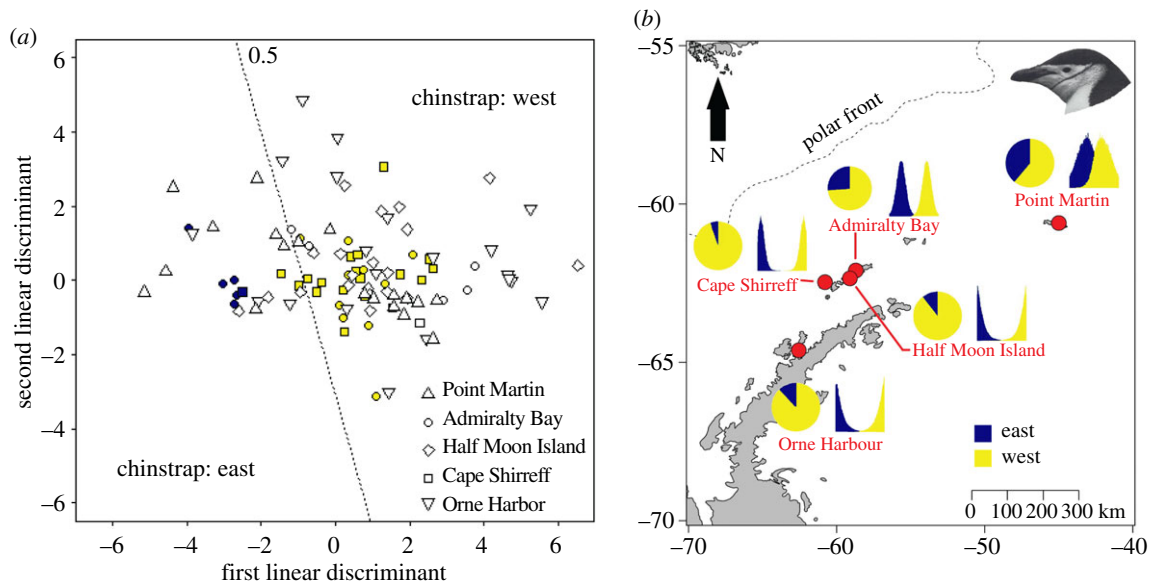 (a)
6
4
2
0
−2
−4
−6
second linear discriminant
0.5
chinstrap: west
chinstrap: east
Point Martin
Admiralty Bay
Half Moon Island
Cape Shirreff
Orne Harbor
−6
−4
−2
0
2
4
6
first linear discriminant
(b)
−55
−60
−65
−70
N
polar front
Point Martin
Admiralty Bay
Cape Shirreff
Half Moon Island
Orne Harbour
east
west
0 100 200 300 km
−70
−60
−50
−40